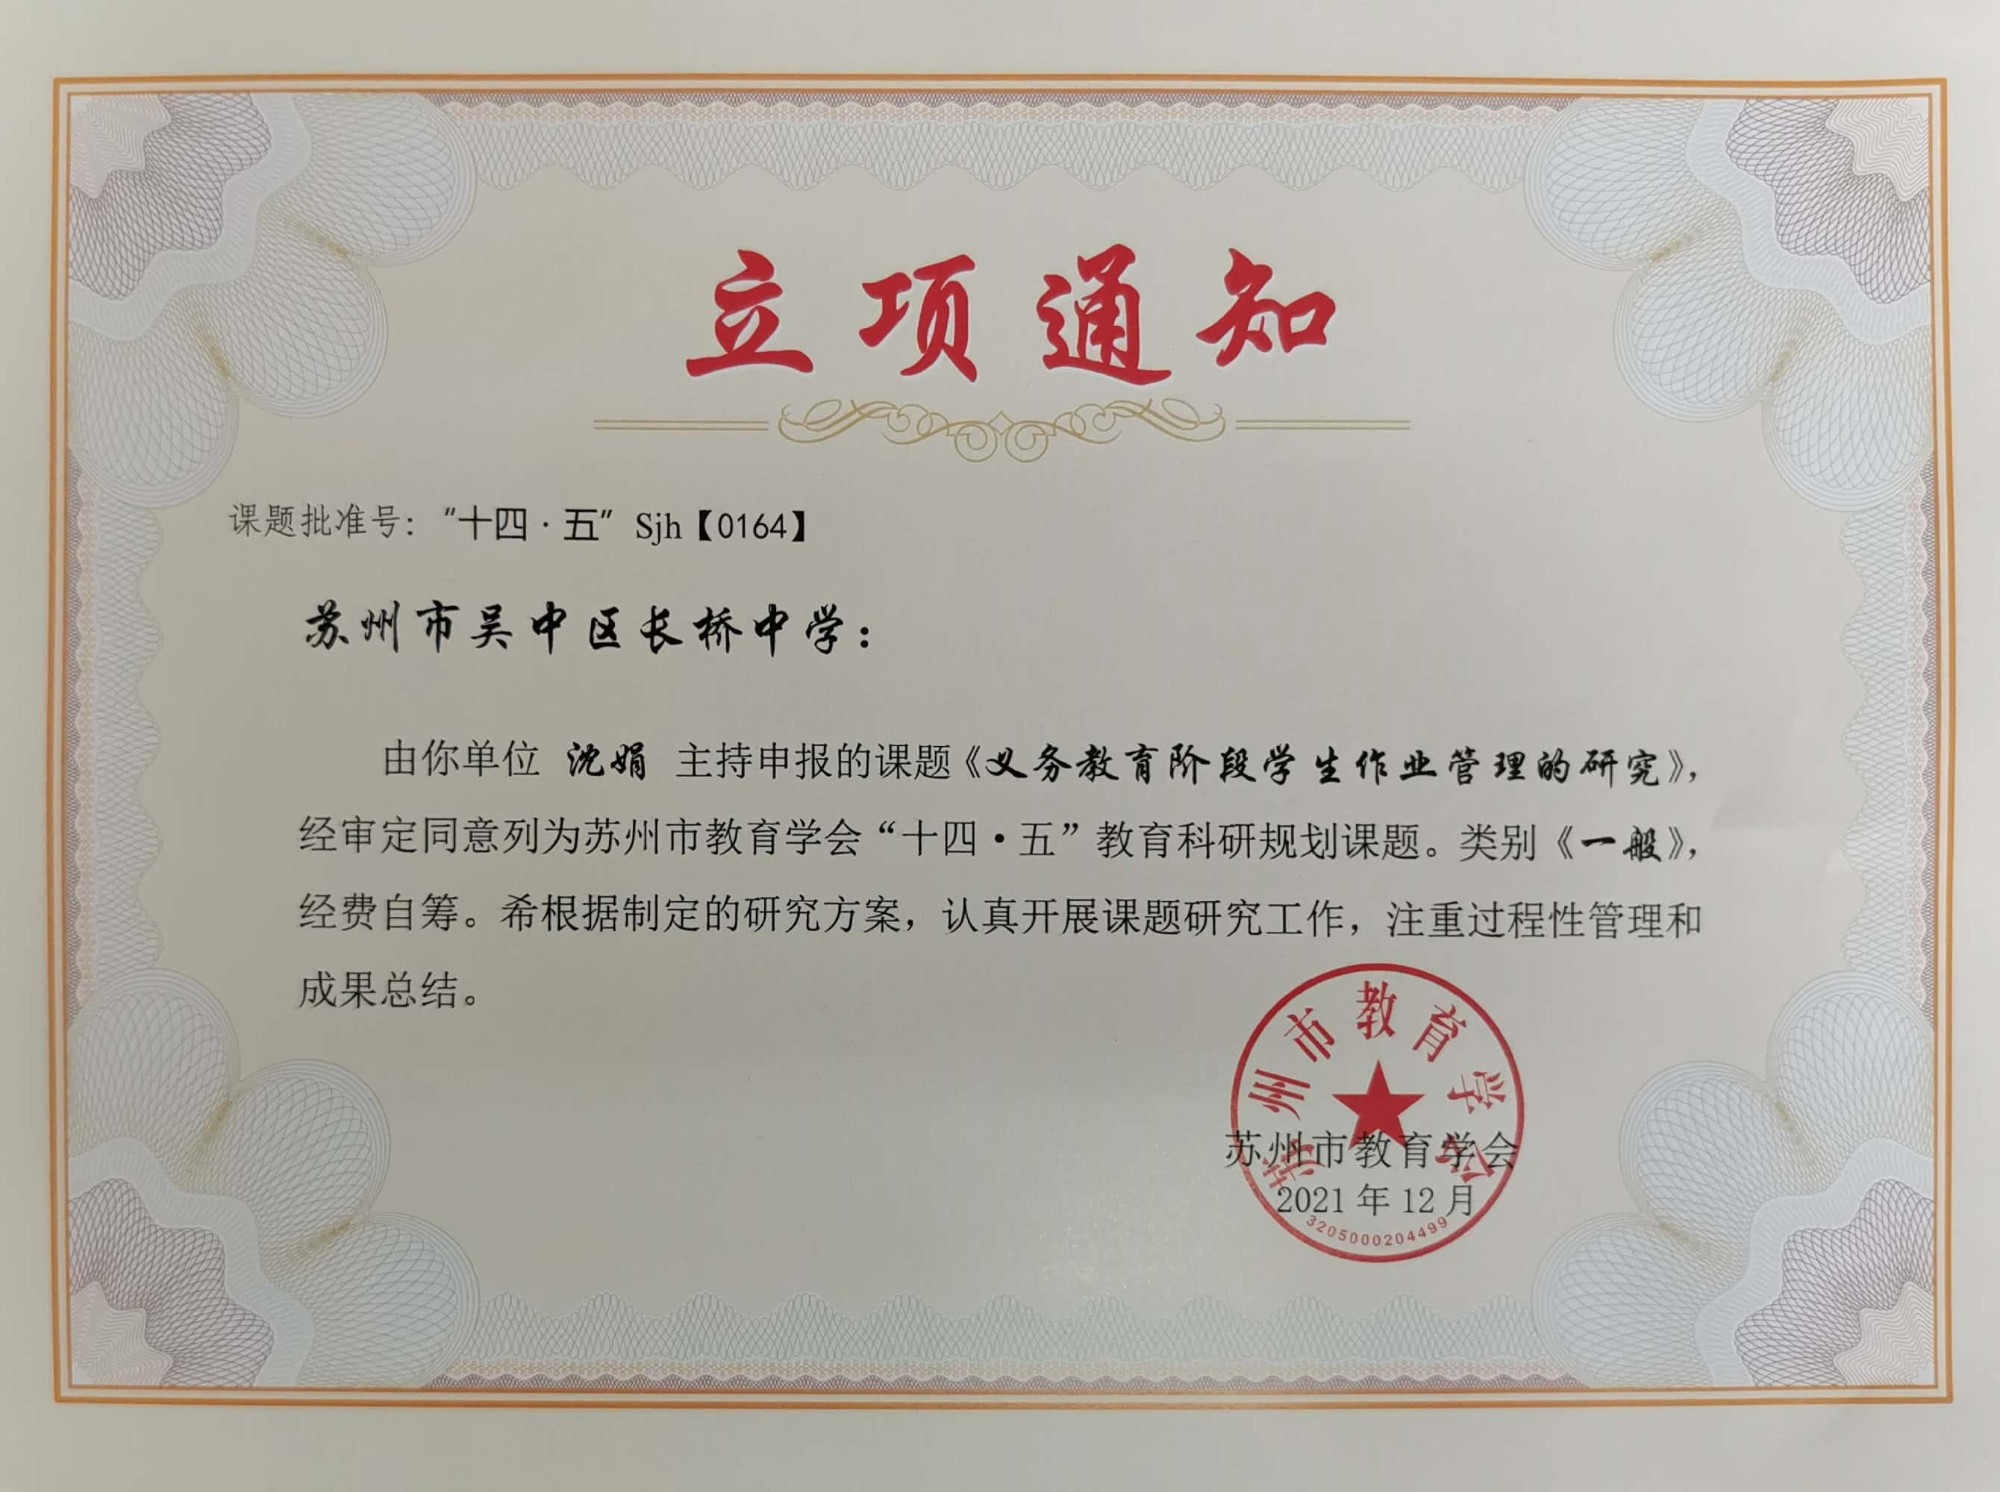 立项通知
课题批准号：“十四·五”Sjh【0164】
苏州市吴中区长桥中学：
由你单位 沈娟 主持申报的课题《义务教育阶段学生作业管理的研究》，
经审定同意列为苏州市教育学会“十四·五”教育科研规划课题。类别《一般》，
经费自筹。希根据制定的研究方案，认真开展课题研究工作，注重过程性管理和
成果总结。
苏州市教育学会
苏州市教育学会
2021年12月
3205000204499